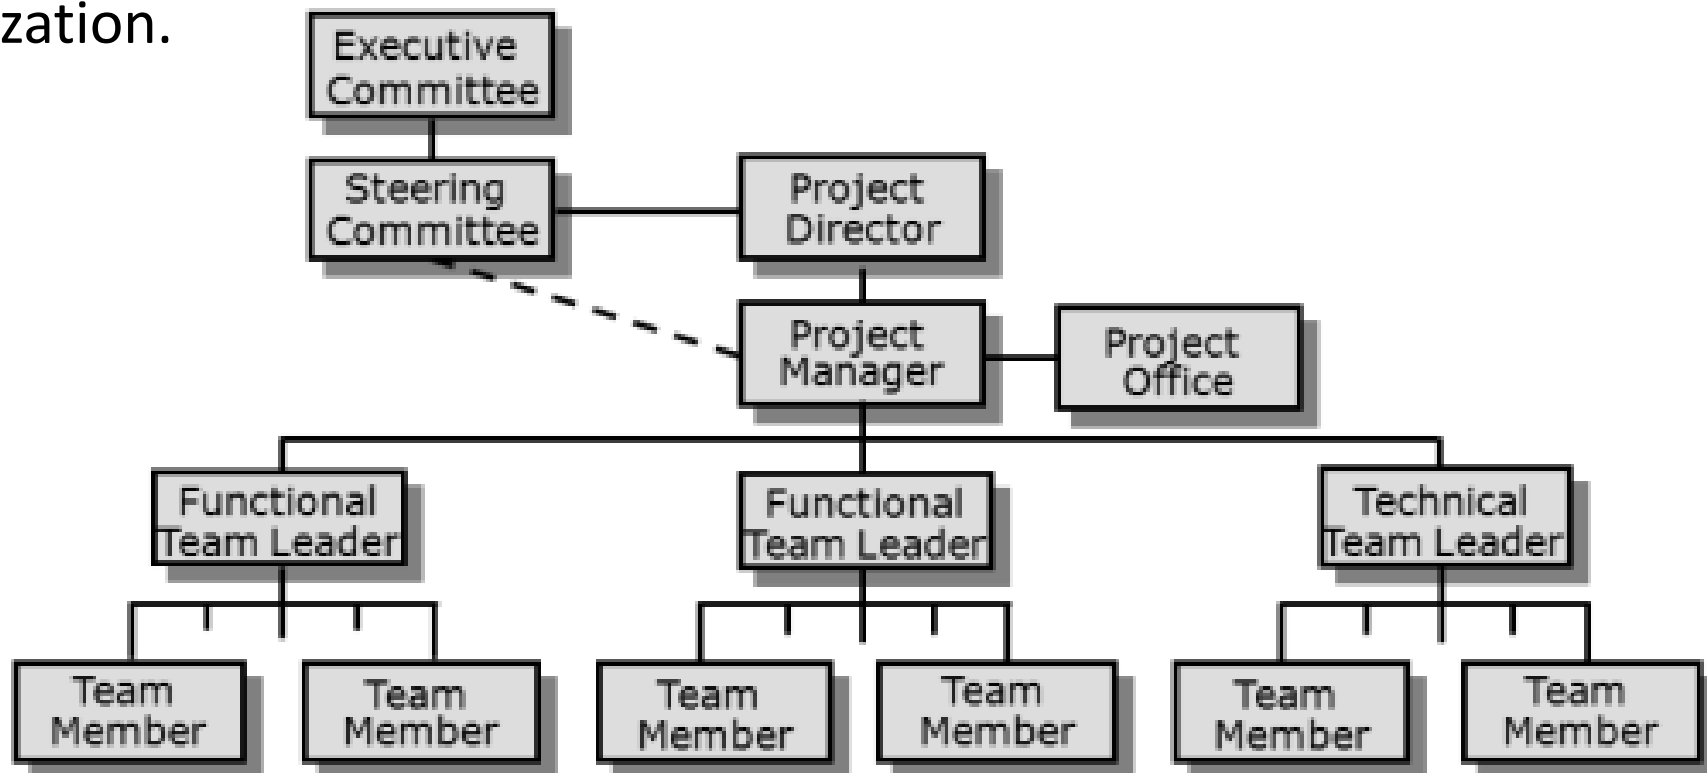 zation.
Executive
Committee
Steering
Committee
Project
Director
Project
Manager
Project
Office
Functional
Team Leader
Functional
Team Leader
Technical
Team Leader
Team
Member
Team
Member
Team
Member
Team
Member
Team
Member
Team
Member